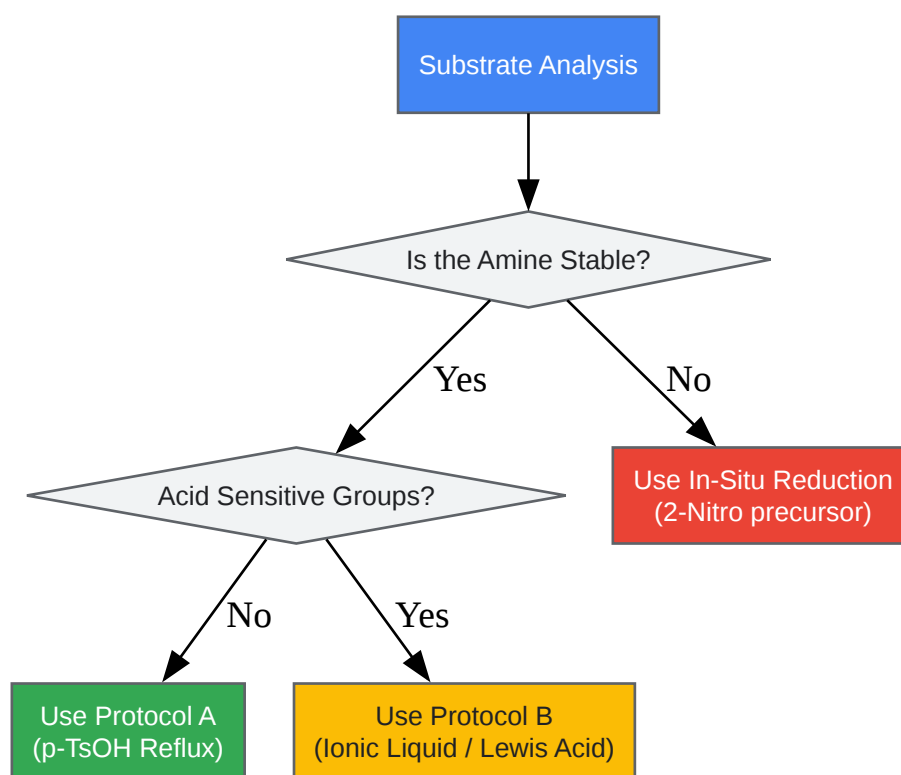 Substrate Analysis
Is the Amine Stable?
Yes
No
Acid Sensitive Groups?
Use In-Situ Reduction
(2-Nitro precursor)
No
Yes
Use Protocol A
(p-TsOH Reflux)
Use Protocol B
(Ionic Liquid / Lewis Acid)